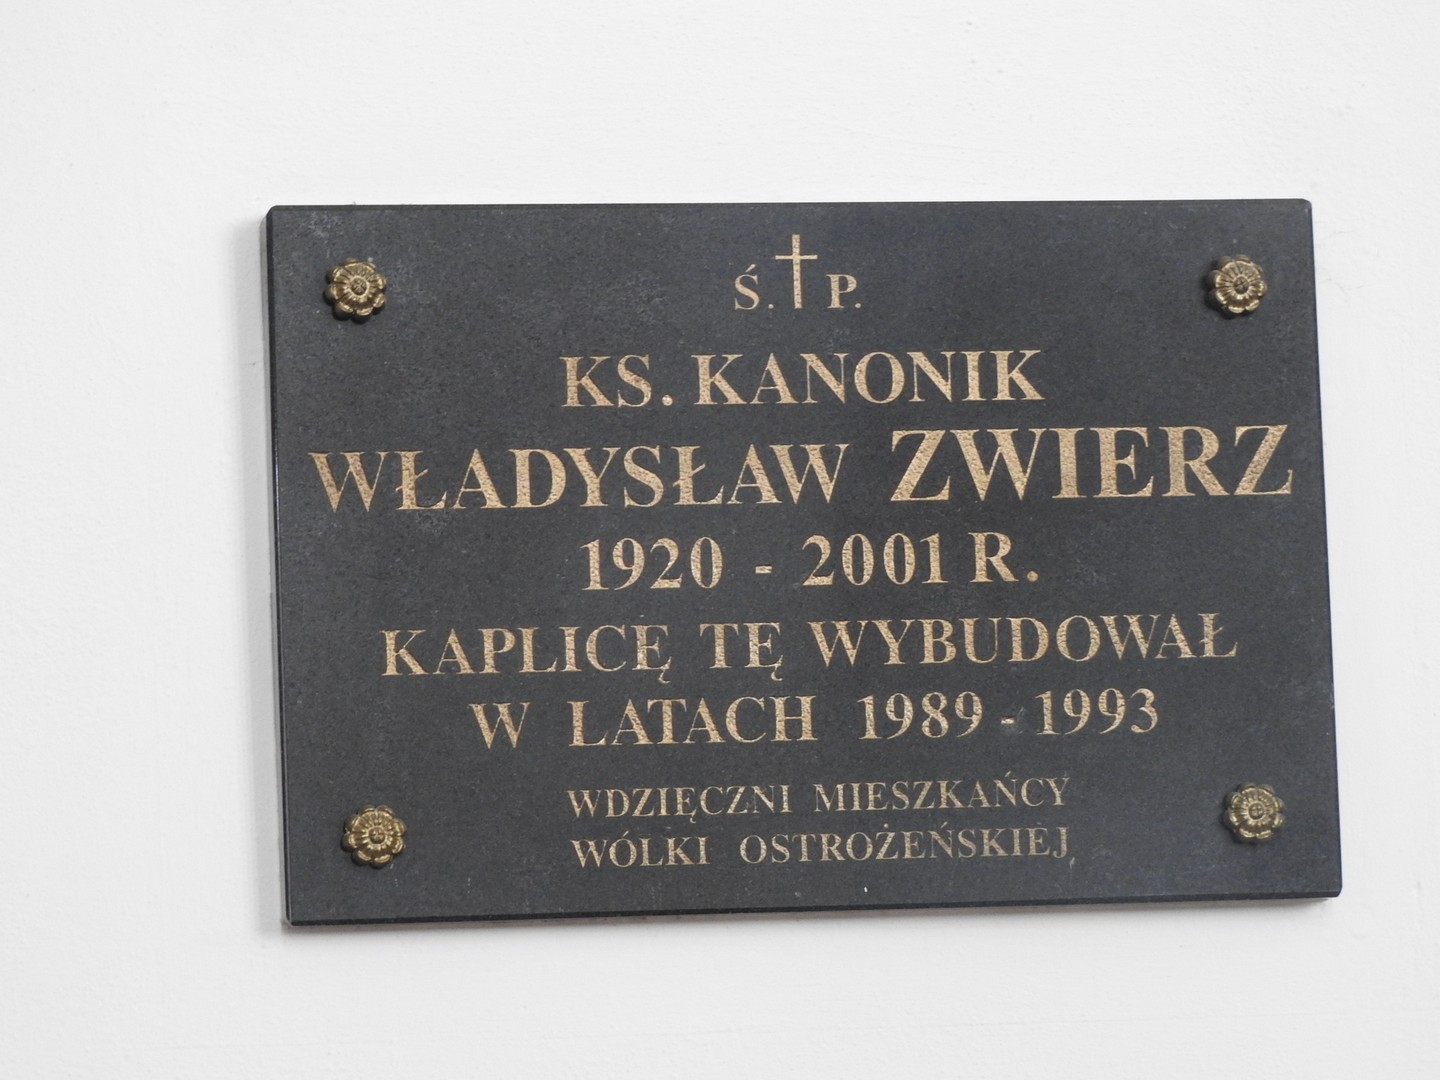 Ś. P.
KS. KANONIK
WŁADYSŁAW ZWIERZ
1920 - 2001 R.
KAPLICĘ TĘ WYBUDOWAŁ
W LATACH 1989 - 1993
WDZIĘCZNI MIESZKAŃCY
WÓLKI OSTROŻEŃSKIEJ